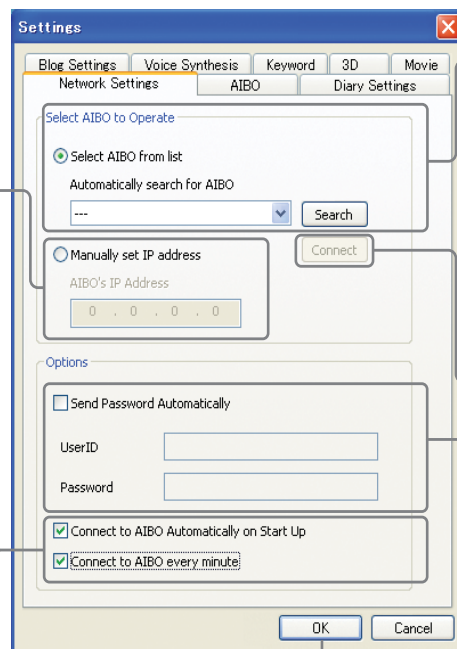 Settings
Blog Settings Voice Synthesis Keyword 3D Movie
Network Settings AIBO Diary Settings
Select AIBO to Operate
Select AIBO from list
Automatically search for AIBO
--- Search
Manually set IP address Connect
AIBO's IP Address
0 . 0 . 0 . 0
Options
Send Password Automatically
UserID
Password
Connect to AIBO Automatically on Start Up
Connect to AIBO every minute
OK Cancel